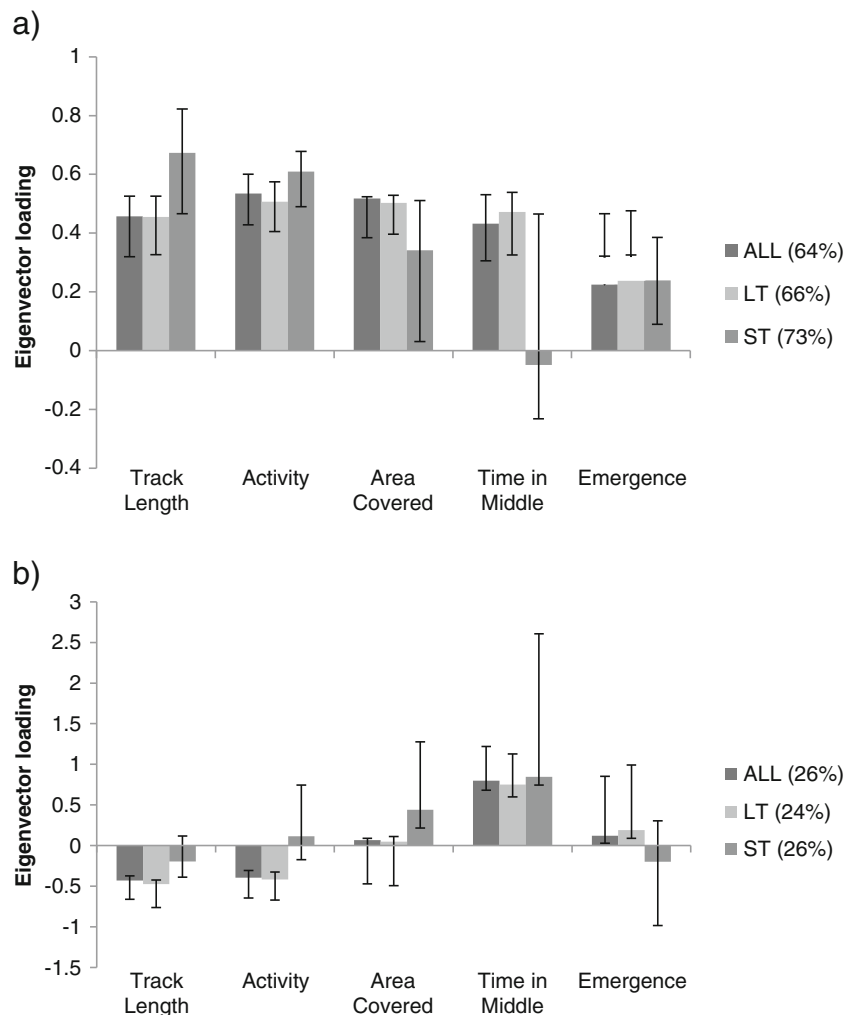 a)
1
0.8
0.6
0.4
0.2
0
-0.2
-0.4
Eigenvector loading
Track Length
Activity
Area Covered
Time in Middle
Emergence
ALL (64%)
LT (66%)
ST (73%)
b)
3
2.5
2
1.5
1
0.5
0
-0.5
-1
-1.5
Eigenvector loading
Track Length
Activity
Area Covered
Time in Middle
Emergence
ALL (26%)
LT (24%)
ST (26%)